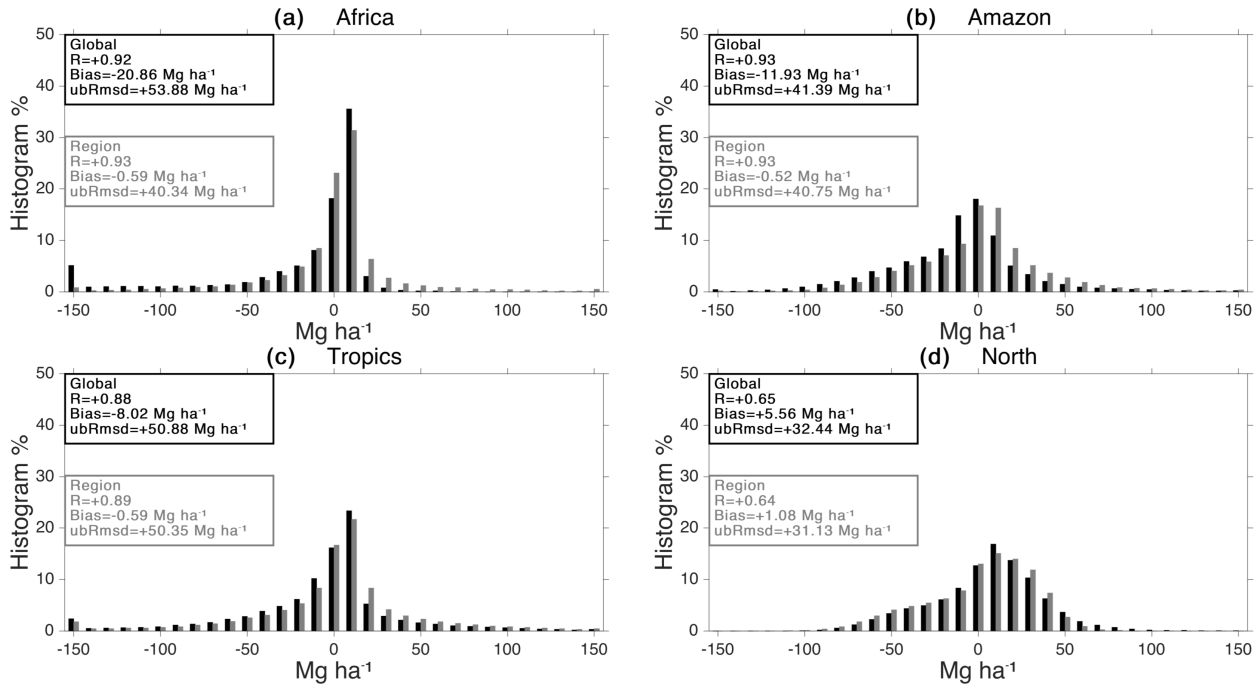 (a) Africa
Histogram %
50
40
30
20
10
0
Global
R=+0.92
Bias=-20.86 Mg ha⁻¹
ubRmsd=+53.88 Mg ha⁻¹
Region
R=+0.93
Bias=-0.59 Mg ha⁻¹
ubRmsd=+40.34 Mg ha⁻¹
-150 -100 -50 0 50 100 150
Mg ha⁻¹
(b) Amazon
Histogram %
50
40
30
20
10
0
Global
R=+0.93
Bias=-11.93 Mg ha⁻¹
ubRmsd=+41.39 Mg ha⁻¹
Region
R=+0.93
Bias=-0.52 Mg ha⁻¹
ubRmsd=+40.75 Mg ha⁻¹
-150 -100 -50 0 50 100 150
Mg ha⁻¹
(c) Tropics
Histogram %
50
40
30
20
10
0
Global
R=+0.88
Bias=-8.02 Mg ha⁻¹
ubRmsd=+50.88 Mg ha⁻¹
Region
R=+0.89
Bias=-0.59 Mg ha⁻¹
ubRmsd=+50.35 Mg ha⁻¹
-150 -100 -50 0 50 100 150
Mg ha⁻¹
(d) North
Histogram %
50
40
30
20
10
0
Global
R=+0.65
Bias=+5.56 Mg ha⁻¹
ubRmsd=+32.44 Mg ha⁻¹
Region
R=+0.64
Bias=+1.08 Mg ha⁻¹
ubRmsd=+31.13 Mg ha⁻¹
-150 -100 -50 0 50 100 150
Mg ha⁻¹